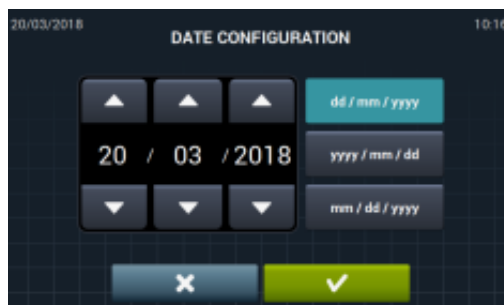 20/03/2018
10:16
DATE CONFIGURATION
20 / 03 / 2018
dd / mm / yyyy
yyyy / mm / dd
mm / dd / yyyy